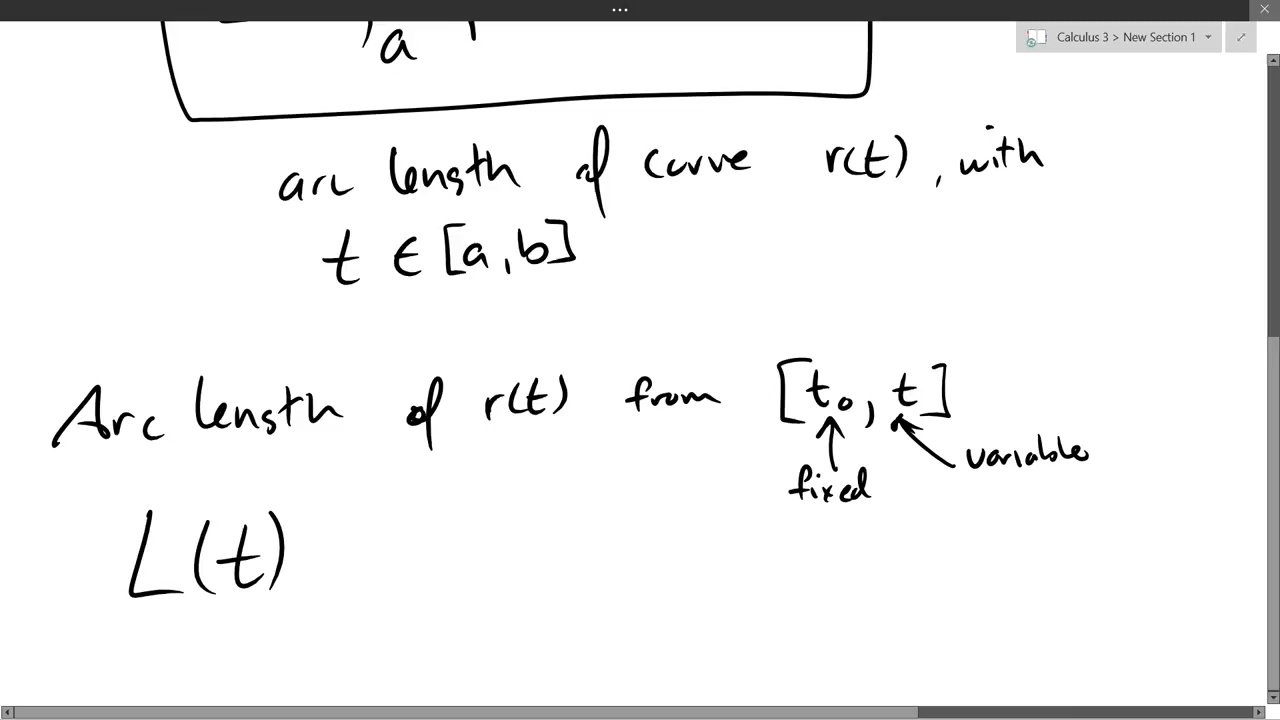 Calculus 3 > New Section 1
a
arc length of curve r(t), with
t ∈ [a,b]
Arc length of r(t) from [t₀, t]
variable
fixed
L(t)